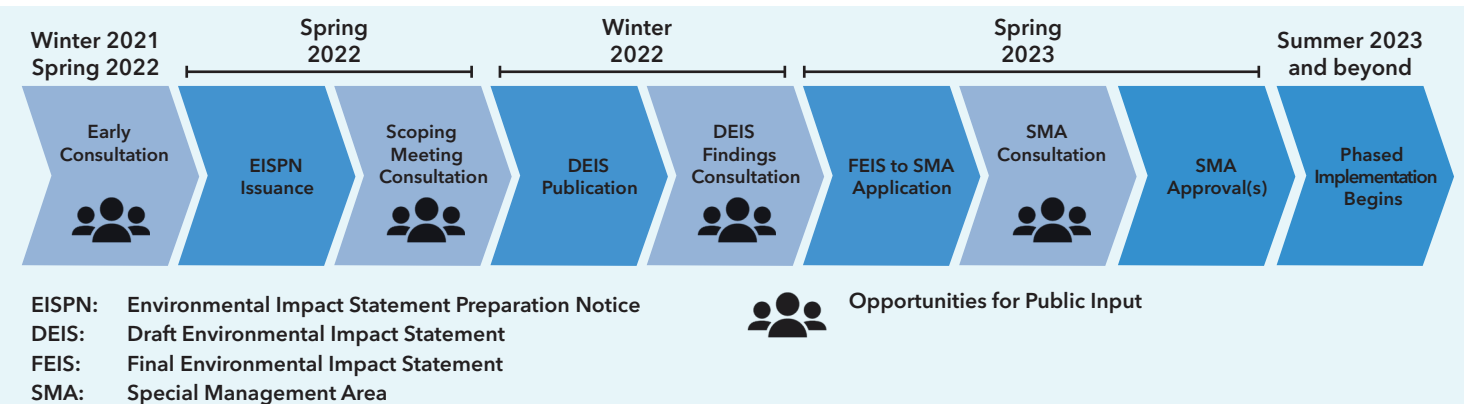 Winter 2021
Spring 2022
Spring
2022
Winter
2022
Spring
2023
Summer 2023
and beyond
Early
Consultation
EISPN
Issuance
Scoping
Meeting
Consultation
DEIS
Publication
DEIS
Findings
Consultation
FEIS to SMA
Application
SMA
Consultation
SMA
Approval(s)
Phased
Implementation
Begins
EISPN: Environmental Impact Statement Preparation Notice
DEIS: Draft Environmental Impact Statement
FEIS: Final Environmental Impact Statement
SMA: Special Management Area
Opportunities for Public Input